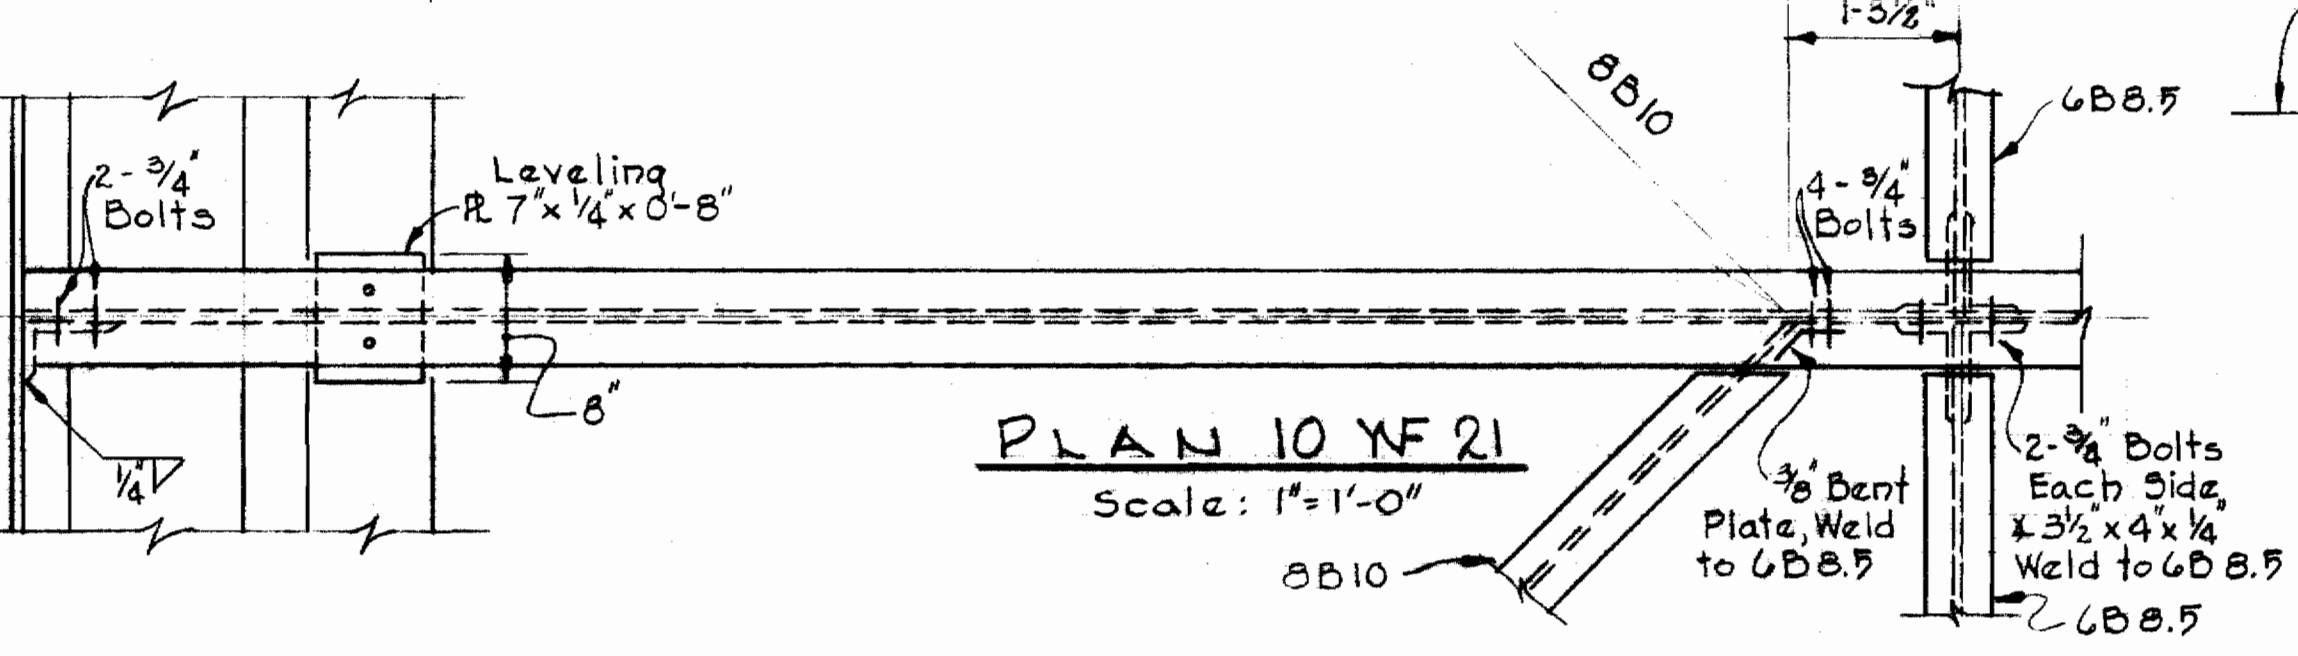 1-3½"
8B10
6B8.5
2-¾"
Bolts
Leveling
℄ 7"x¼"x0'-8"
4-¾"
Bolts
8"
PLAN 10 WF 21
Scale: 1"=1'-0"
¼"
⅜" Bent
Plate, Weld
to 6B8.5
2-¾" Bolts
Each Side,
∠ 3½"x4"x¼"
Weld to 6B 8.5
8B10
6B8.5